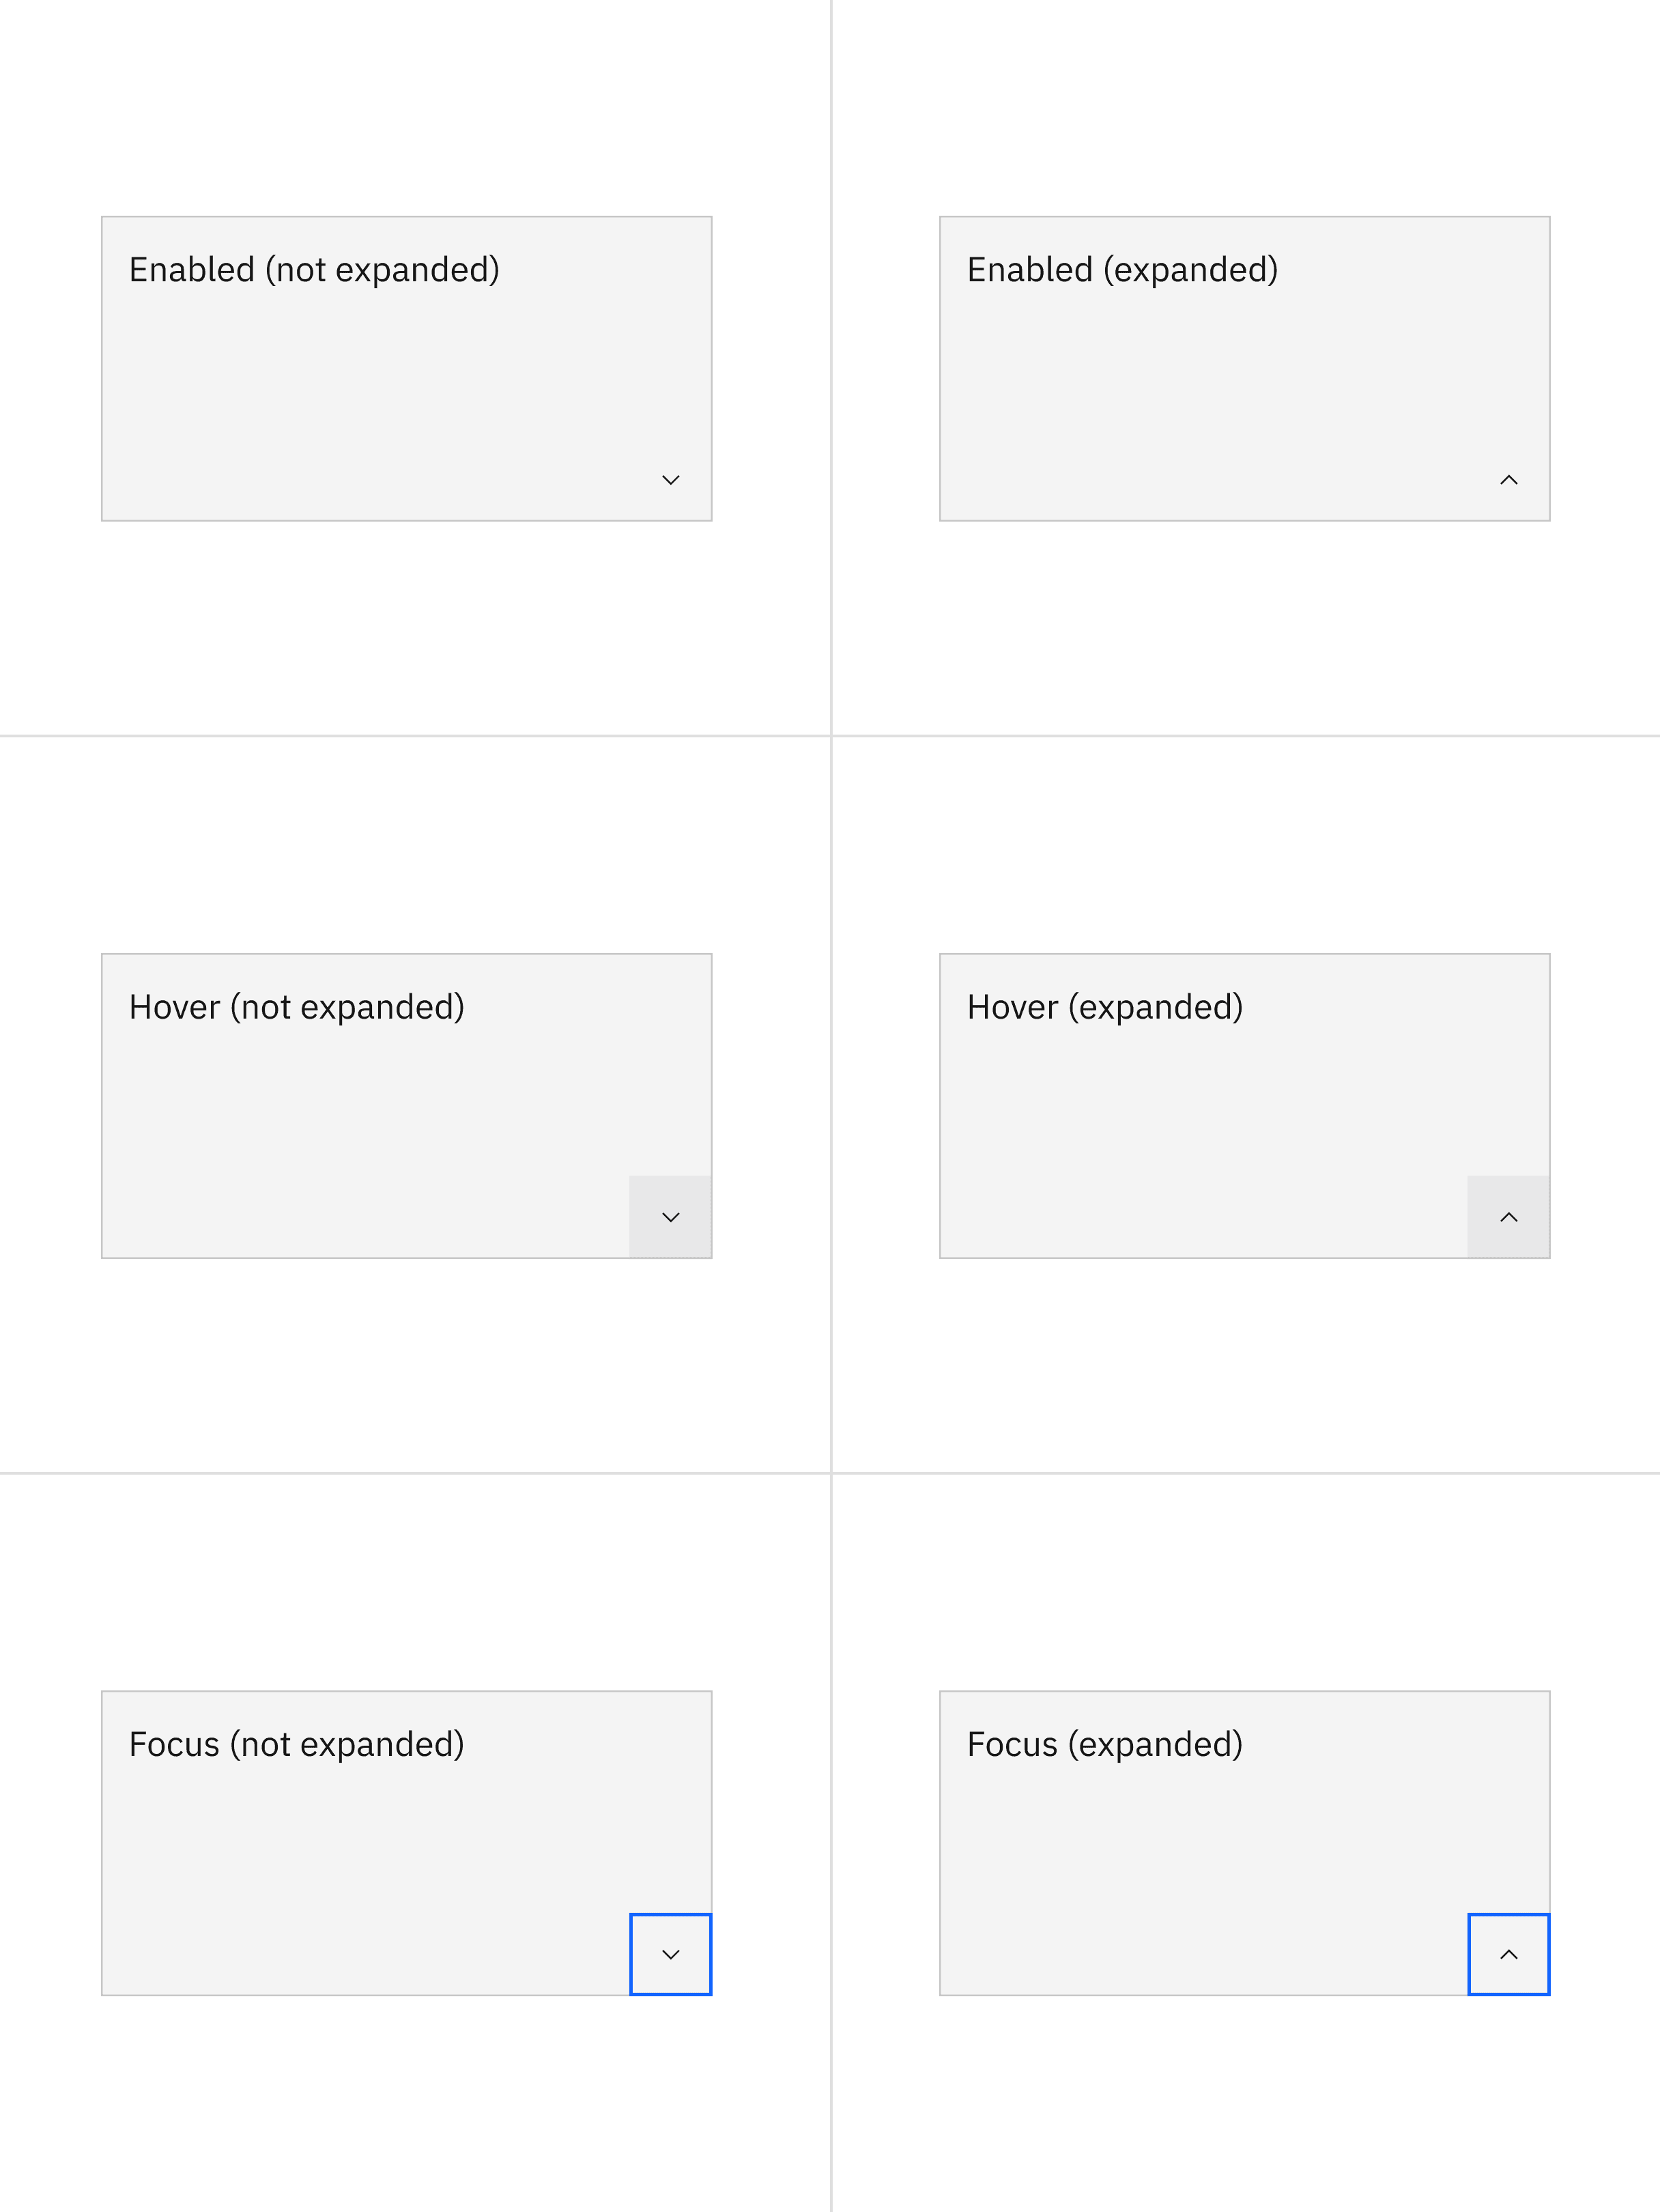 Enabled (not expanded)
Enabled (expanded)
Hover (not expanded)
Hover (expanded)
Focus (not expanded)
Focus (expanded)